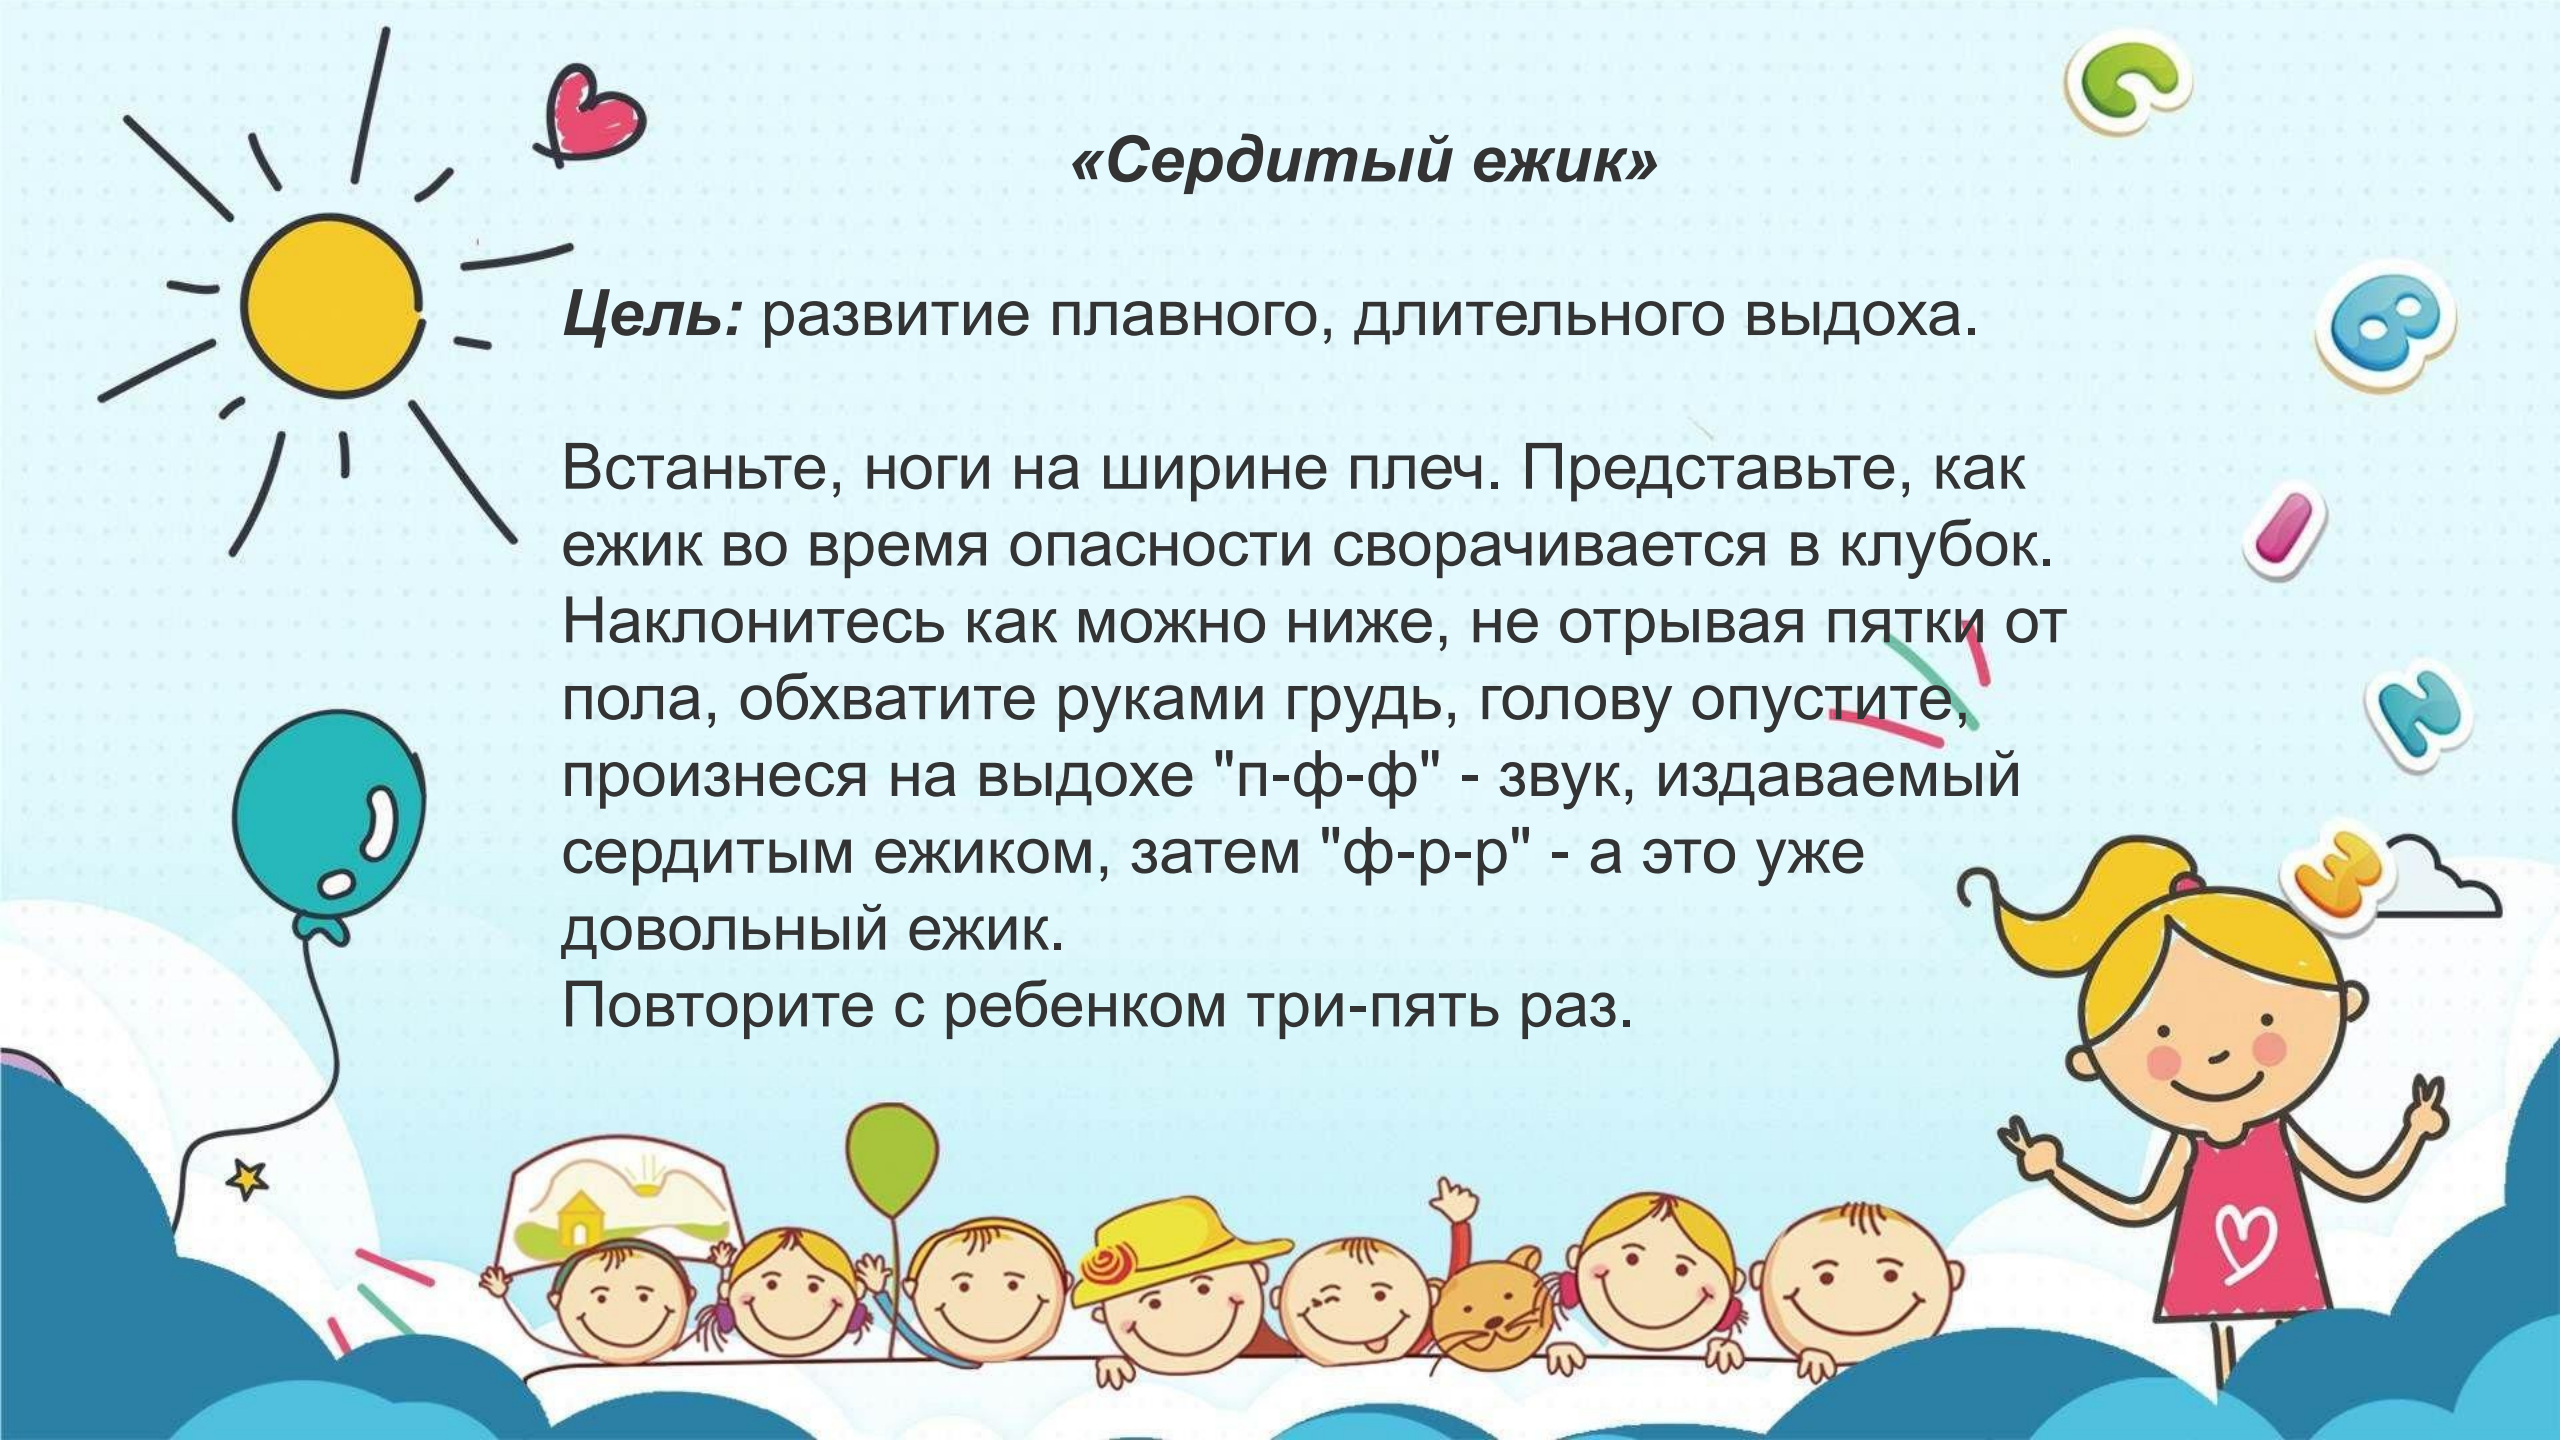 «Сердитый ежик»
Цель: развитие плавного, длительного выдоха.
Встаньте, ноги на ширине плеч. Представьте, как
ежик во время опасности сворачивается в клубок.
Наклонитесь как можно ниже, не отрывая пятки от
пола, обхватите руками грудь, голову опустите,
произнеся на выдохе "п-ф-ф" - звук, издаваемый
сердитым ежиком, затем "ф-р-р" - а это уже
довольный ежик.
Повторите с ребенком три-пять раз.